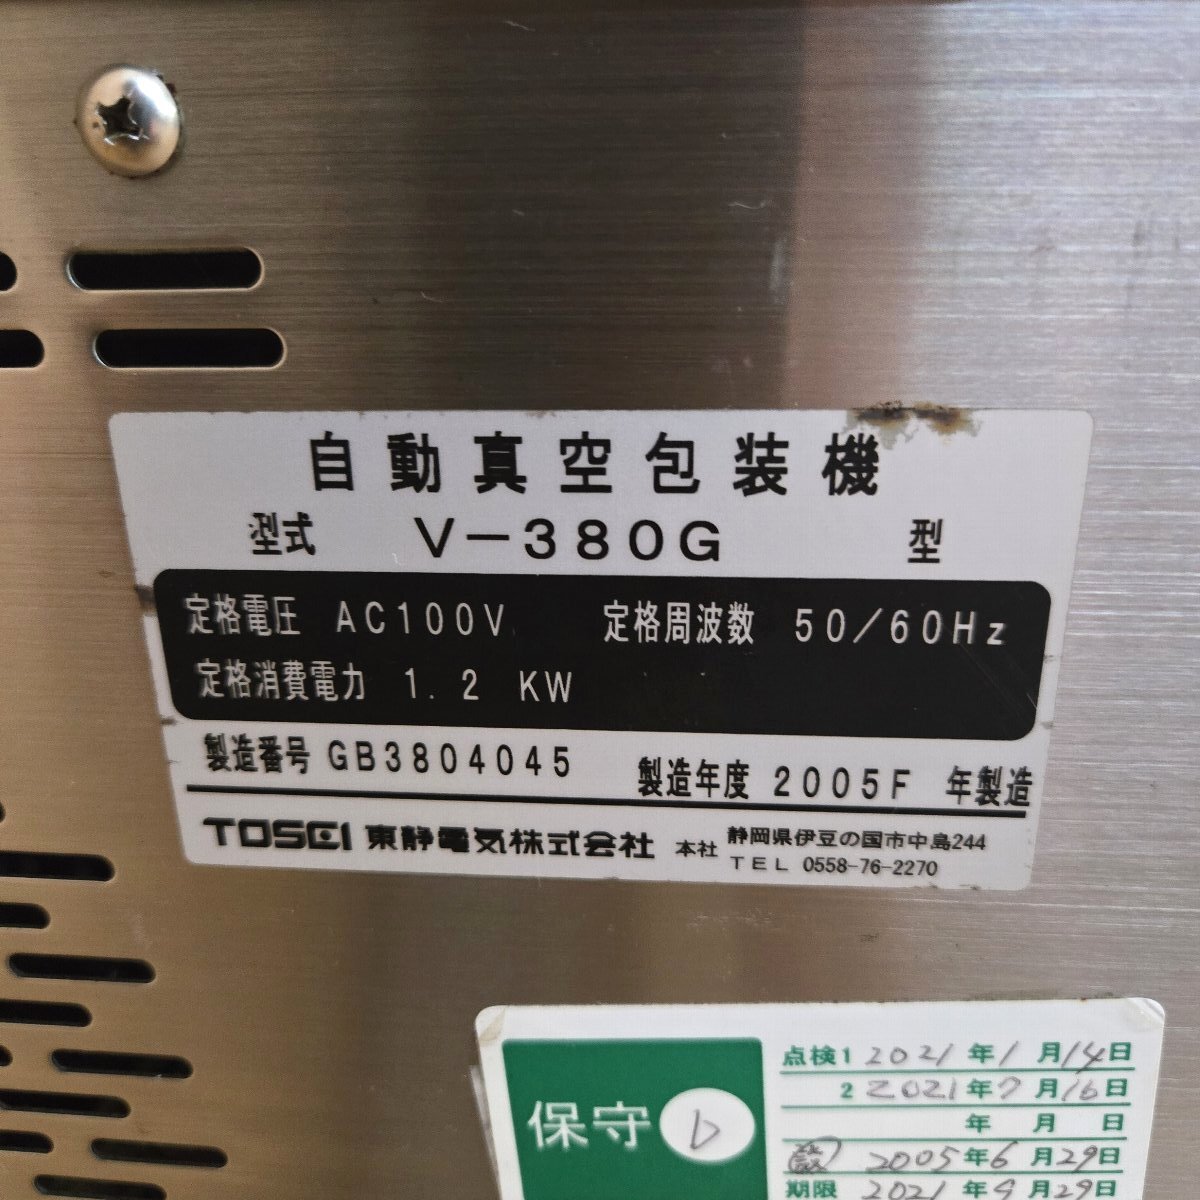 自動真空包装機
型式 V-380G 型
定格電圧 AC100V 定格周波数 50/60Hz
定格消費電力 1.2 KW
製造番号 GB3804045 製造年度 2005F 年製造
TOSEI 東静電気株式会社 本社 静岡県伊豆の国市中島244
TEL 0558-76-2270
保守
点検1 2021年1月14日
2 2021年7月16日
年 月 日
2005年6月29日
期限 2021年9月29日